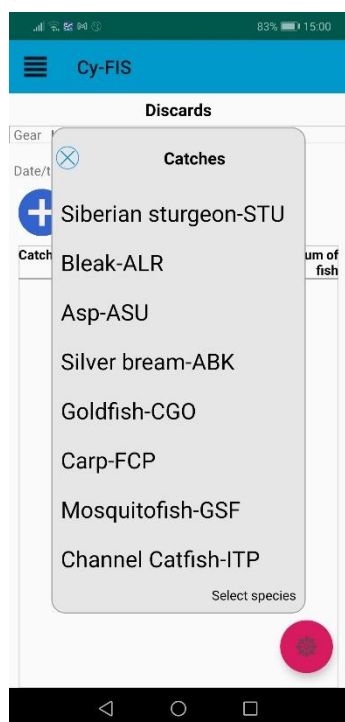 83% 15:00
Cy-FIS
Discards
Gear
Date/t
Catches
Siberian sturgeon-STU
Bleak-ALR
Catch
um of
fish
Asp-ASU
Silver bream-ABK
Goldfish-CGO
Carp-FCP
Mosquitofish-GSF
Channel Catfish-ITP
Select species